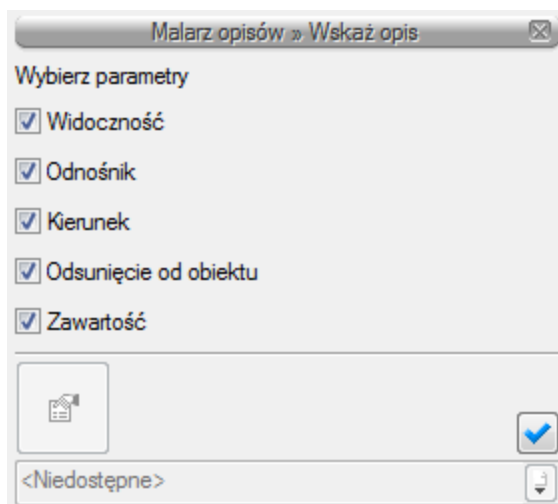 Malarz opisów » Wskaż opis
Wybierz parametry
Widoczność
Odnośnik
Kierunek
Odsunięcie od obiektu
Zawartość
<Niedostępne>